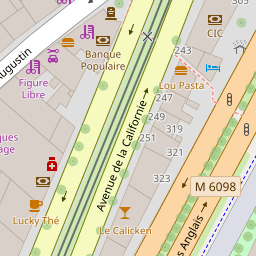 Banque
Populaire
CIC
243
245
Lou Pasta
247
249
251
319
321
323
Figure
Libre
Augustin
Avenue de la Californie
M 6098
Lucky Thé
Le Calicken
s Anglais